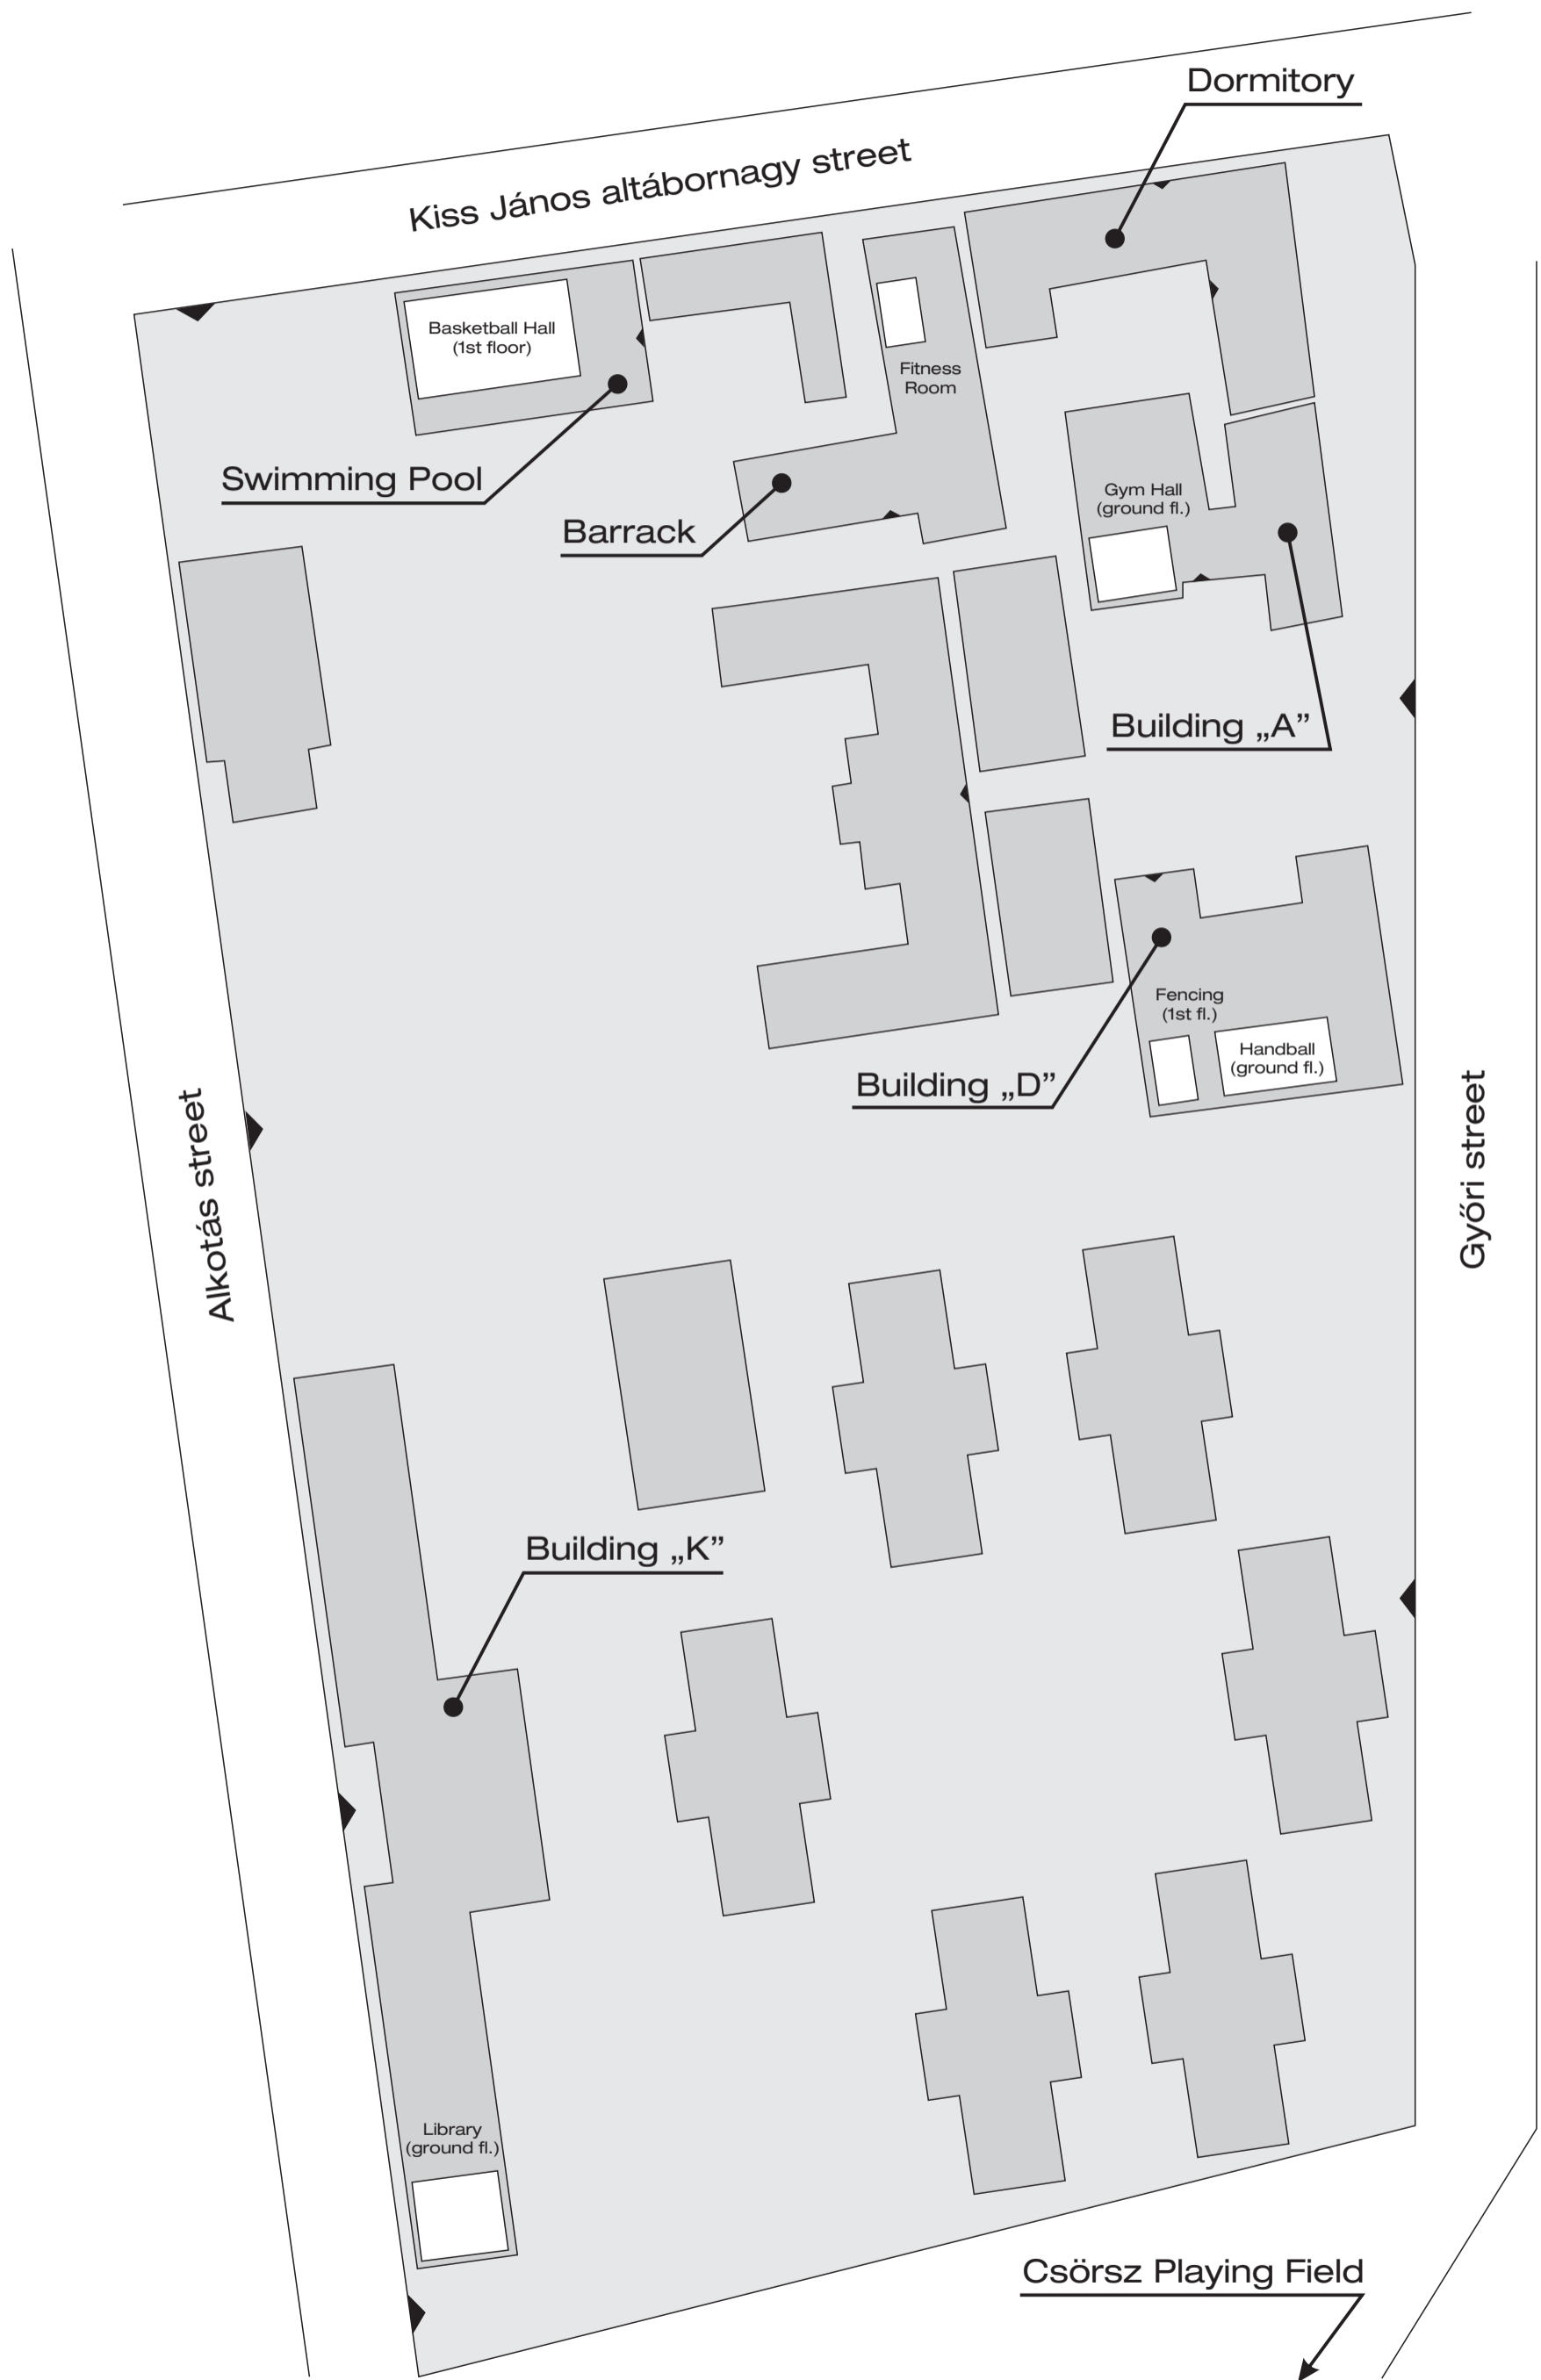 Dormitory
Kiss János altábornagy street
Basketball Hall
(1st floor)
Fitness
Room
Swimming Pool
Barrack
Gym Hall
(ground fl.)
Building „A”
Fencing
(1st fl.)
Handball
(ground fl.)
Building „D”
Alkotás street
Győri street
Building „K”
Library
(ground fl.)
Csörsz Playing Field